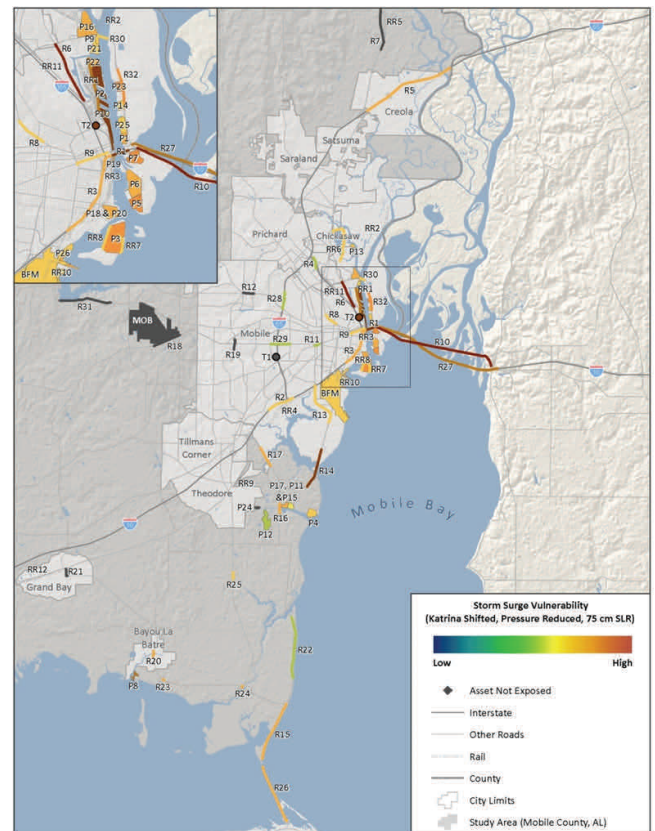 P16
RR2
P9
RR30
P21
R6
P22
RR11
R32
P23
P14
T2
P10
P25
P1
R8
R1
R27
R9
P7
P19
RR3
R10
P6
R3
P5
P18 & P20
RR8
P3
RR7
P26
BFM
RR10
RR5
R7
R5
Creola
Satsuma
Saraland
Prichard
Chickasaw
RR2
RR6
P13
R4
R30
R12
RR11
RR1
R28
R6
R32
R31
MOB
R18
R8
T2
R1
Mobile
R9
RR3
R10
R19
R29
R11
T1
R3
RR8
R27
RR7
RR10
BFM
R2
RR4
R13
Tillmans
Corner
R17
R14
RR9
P17, P11
&P15
Theodore
P24
R16
P4
P12
Mobile Bay
RR12
R21
Grand Bay
R25
Bayou La
Batre
R22
R20
P8
R23
R24
R15
R26
Storm Surge Vulnerability
(Katrina Shifted, Pressure Reduced, 75 cm SLR)
Low
High
Asset Not Exposed
Interstate
Other Roads
Rail
County
City Limits
Study Area (Mobile County, AL)